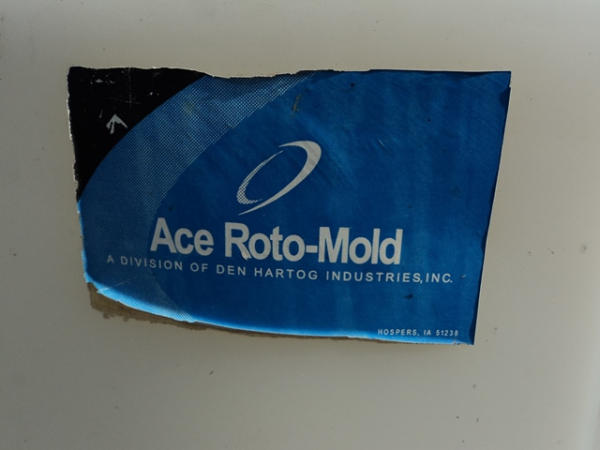 Ace Roto-Mold
A DIVISION OF DEN HARTOG INDUSTRIES, INC.
HOSPERS, IA 51238